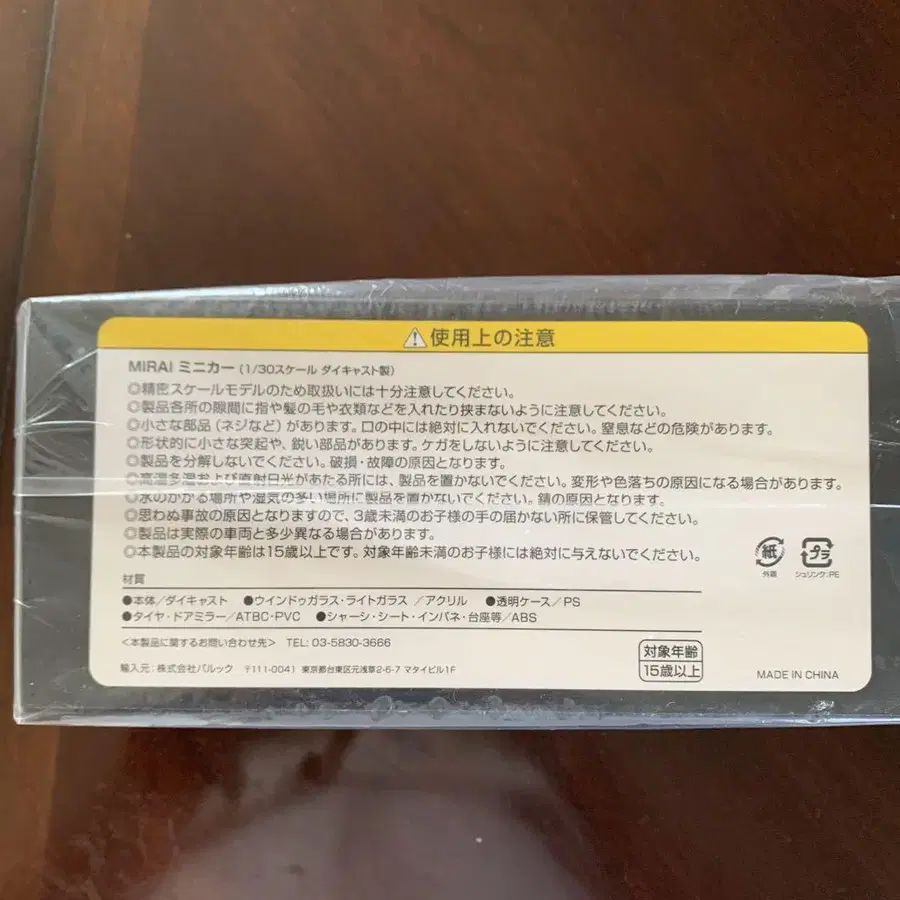 ⚠使用上の注意
MIRAI ミニカー (1/30スケール ダイキャスト製)
◎精密スケールモデルのため取扱いには十分注意してください。
◎製品各所の隙間に指や髪の毛や衣類などを入れたり挟まないように注意してください。
◎小さな部品(ネジなど)があります。口の中には絶対に入れないでください。窒息などの危険があります。
◎形状的に小さな突起や、鋭い部品があります。ケガをしないように注意してください。
◎製品を分解しないでください。破損・故障の原因となります。
◎高温多湿および直射日光があたる所には、製品を置かないでください。変形や色落ちの原因になる場合があります。
◎水のかかる場所や湿気の多い場所に製品を置かないでください。錆の原因となります。
◎思わぬ事故の原因となりますので、3歳未満のお子様の手の届かない所に保管してください。
◎製品は実際の車両と多少異なる場合があります。
◎本製品の対象年齢は15歳以上です。対象年齢未満のお子様には絶対に与えないでください。
紙
外箱
プラ
シュリンク:PE
材質
●本体/ダイキャスト ●ウインドゥガラス・ライトガラス /アクリル ●透明ケース/PS
●タイヤ・ドアミラー/ATBC・PVC ●シャーシ・シート・インパネ・台座等/ABS
<本製品に関するお問い合わせ先> TEL: 03-5830-3666
輸入元:株式会社バルック 〒111-0041 東京都台東区元浅草2-6-7 マタイビル1F
対象年齢
15歳以上
MADE IN CHINA